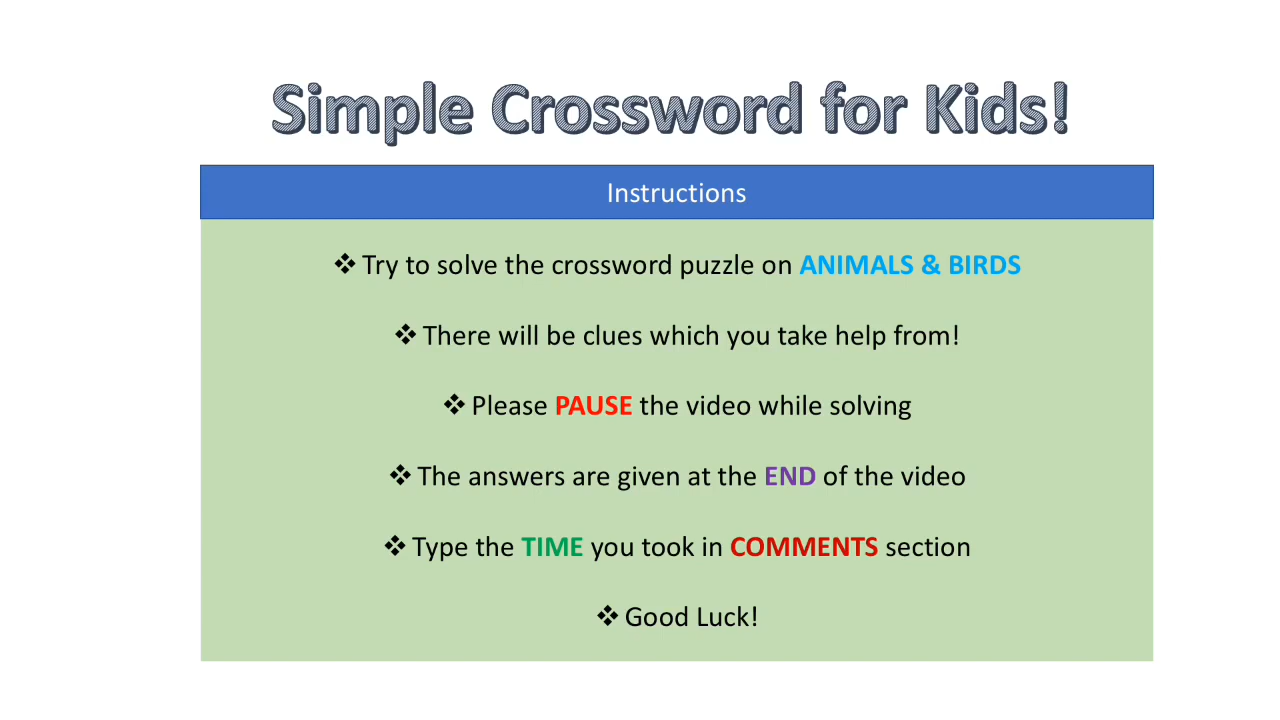 Simple Crossword for Kids!
Instructions
❖ Try to solve the crossword puzzle on ANIMALS & BIRDS
❖ There will be clues which you take help from!
❖ Please PAUSE the video while solving
❖ The answers are given at the END of the video
❖ Type the TIME you took in COMMENTS section
❖ Good Luck!